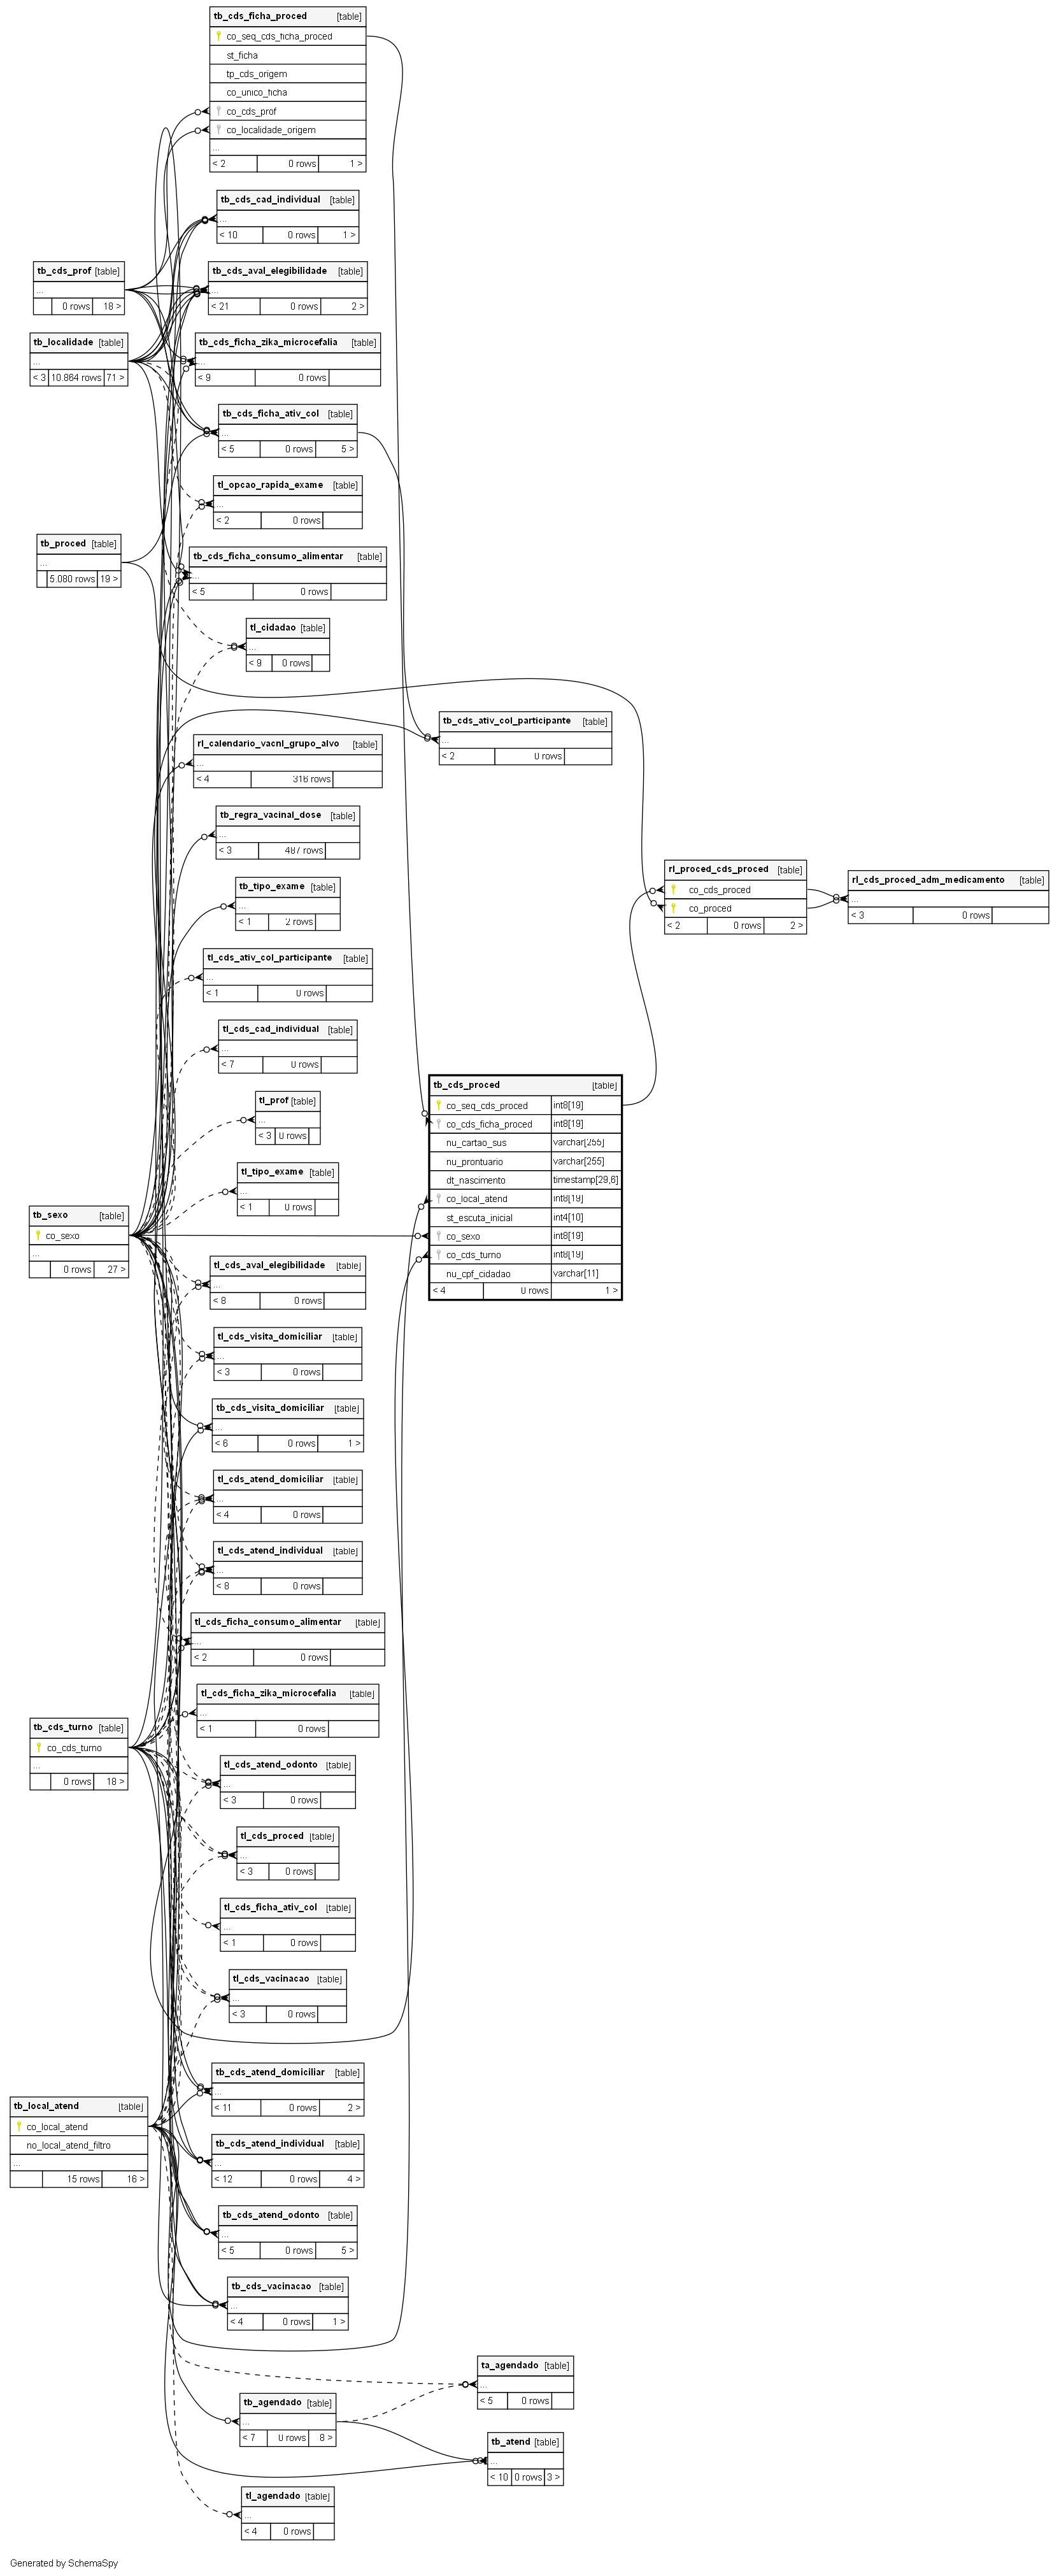 tb_cds_ficha_proced [table]
co_seq_cds_ficha_proced
st_ficha
tp_cds_origem
co_unico_ficha
co_cds_prof
co_localidade_origem
...
< 2 0 rows 1 >
tb_cds_cad_individual [table]
...
< 10 0 rows 1 >
tb_cds_prof [table]
...
0 rows 18 >
tb_cds_aval_elegibilidade [table]
...
< 21 0 rows 2 >
tb_localidade [table]
...
< 3 10.864 rows 71 >
tb_cds_ficha_zika_microcefalia [table]
...
< 9 0 rows
tb_cds_ficha_ativ_col [table]
...
< 5 0 rows 5 >
tl_opcao_rapida_exame [table]
...
< 2 0 rows
tb_proced [table]
...
5.080 rows 19 >
tb_cds_ficha_consumo_alimentar [table]
...
< 5 0 rows
tl_cidadao [table]
...
< 9 0 rows
tb_cds_ativ_col_participante [table]
...
< 2 0 rows
rl_calendario_vacnl_grupo_alvo [table]
...
< 4 316 rows
tb_regra_vacinal_dose [table]
...
< 3 487 rows
rl_proced_cds_proced [table]
co_cds_proced
co_proced
< 2 0 rows 2 >
rl_cds_proced_adm_medicamento [table]
...
< 3 0 rows
tb_tipo_exame [table]
...
< 1 2 rows
tl_cds_ativ_col_participante [table]
...
< 1 0 rows
tl_cds_cad_individual [table]
...
< 7 0 rows
tb_cds_proced [table]
co_seq_cds_proced int8[19]
co_cds_ficha_proced int8[19]
nu_cartao_sus varchar[255]
nu_prontuario varchar[255]
dt_nascimento timestamp[29,6]
co_local_atend int8[19]
st_escuta_inicial int4[10]
co_sexo int8[19]
co_cds_turno int8[19]
nu_cpf_cidadao varchar[11]
< 4 0 rows 1 >
tl_prof [table]
...
< 3 0 rows
tl_tipo_exame [table]
...
< 1 0 rows
tb_sexo [table]
co_sexo
...
0 rows 27 >
tl_cds_aval_elegibilidade [table]
...
< 8 0 rows
tl_cds_visita_domiciliar [table]
...
< 3 0 rows
tb_cds_visita_domiciliar [table]
...
< 6 0 rows 1 >
tl_cds_atend_domiciliar [table]
...
< 4 0 rows
tl_cds_atend_individual [table]
...
< 8 0 rows
tl_cds_ficha_consumo_alimentar [table]
...
< 2 0 rows
tl_cds_ficha_zika_microcefalia [table]
...
< 1 0 rows
tb_cds_turno [table]
co_cds_turno
...
0 rows 18 >
tl_cds_atend_odonto [table]
...
< 3 0 rows
tl_cds_proced [table]
...
< 3 0 rows
tl_cds_ficha_ativ_col [table]
...
< 1 0 rows
tl_cds_vacinacao [table]
...
< 3 0 rows
tb_cds_atend_domiciliar [table]
...
< 11 0 rows 2 >
tb_local_atend [table]
co_local_atend
no_local_atend_filtro
...
15 rows 16 >
tb_cds_atend_individual [table]
...
< 12 0 rows 4 >
tb_cds_atend_odonto [table]
...
< 5 0 rows 5 >
tb_cds_vacinacao [table]
...
< 4 0 rows 1 >
ta_agendado [table]
...
< 5 0 rows
tb_agendado [table]
...
< 7 0 rows 8 >
tb_atend [table]
...
< 10 0 rows 3 >
tl_agendado [table]
...
< 4 0 rows
Generated by SchemaSpy